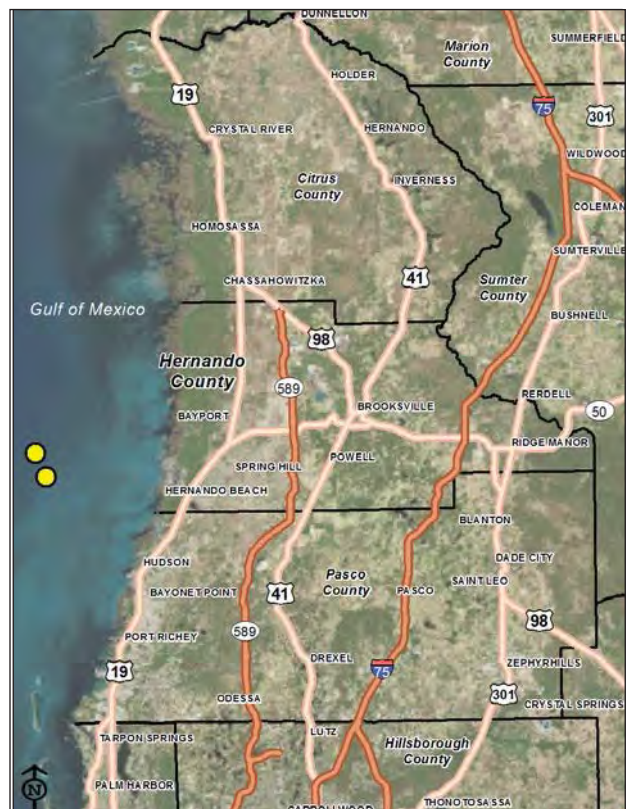 DUNNELLON
SUMMERFIELD
Marion
County
HOLDER
19
75
301
CRYSTAL RIVER
HERNANDO
WILDWOOD
Citrus
County
INVERNESS
COLEMAN
HOMOSASSA
SUMTERVILLE
41
Sumter
County
CHASSAHOWITZKA
Gulf of Mexico
98
BUSHNELL
Hernando
County
589
RERDELL
BAYPORT
BROOKSVILLE
50
RIDGE MANOR
SPRING HILL
POWELL
HERNANDO BEACH
BLANTON
HUDSON
DADE CITY
Pasco
County
SAINT LEO
BAYONET POINT
41
PASCO
98
PORT RICHEY
589
DREXEL
19
75
ZEPHYRHILLS
301
ODESSA
CRYSTAL SPRINGS
TARPON SPRINGS
LUTZ
Hillsborough
County
N
PALM HARBOR
CARROLLWOOD
THONOTOSASSA